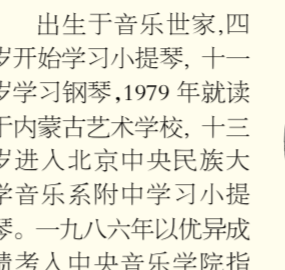 出生于音乐世家,四
岁开始学习小提琴, 十一
岁学习钢琴,1979 年就读
于内蒙古艺术学校, 十三
岁进入北京中央民族大
学音乐系附中学习小提
琴。一九八六年以优异成
绩考入中央音乐学院指